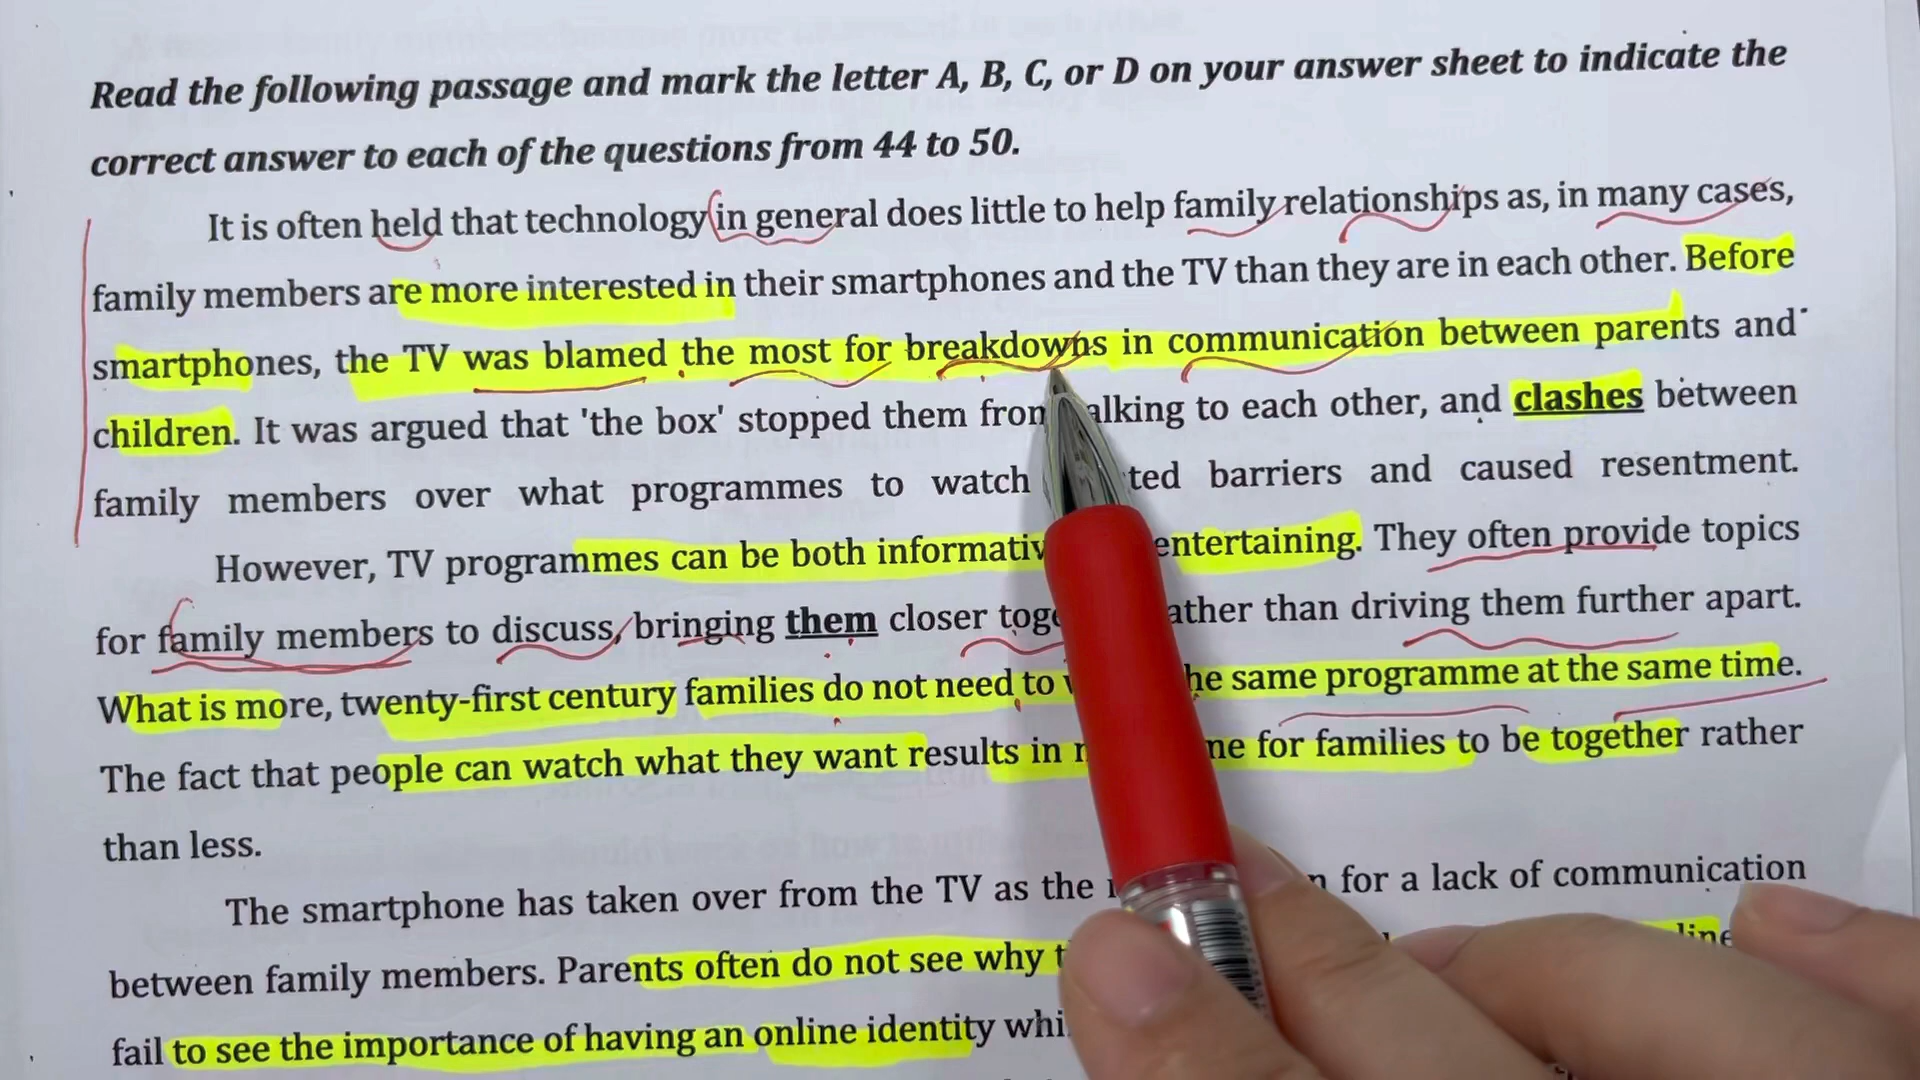 Read the following passage and mark the letter A, B, C, or D on your answer sheet to indicate the
correct answer to each of the questions from 44 to 50.
It is often held that technology in general does little to help family relationships as, in many cases,
family members are more interested in their smartphones and the TV than they are in each other. Before
smartphones, the TV was blamed the most for breakdowns in communication between parents and
children. It was argued that 'the box' stopped them talking to each other, and clashes between
family members over what programmes to watch barriers and caused resentment.
However, TV programmes can be both entertaining. They often provide topics
for family members to discuss, bringing them closer than driving them further apart.
What is more, twenty-first century families do not need to same programme at the same time.
The fact that people can watch what they want results in for families to be together rather
than less.
The smartphone has taken over from the TV as the for a lack of communication
between family members. Parents often do not see why
fail to see the importance of having an online identity